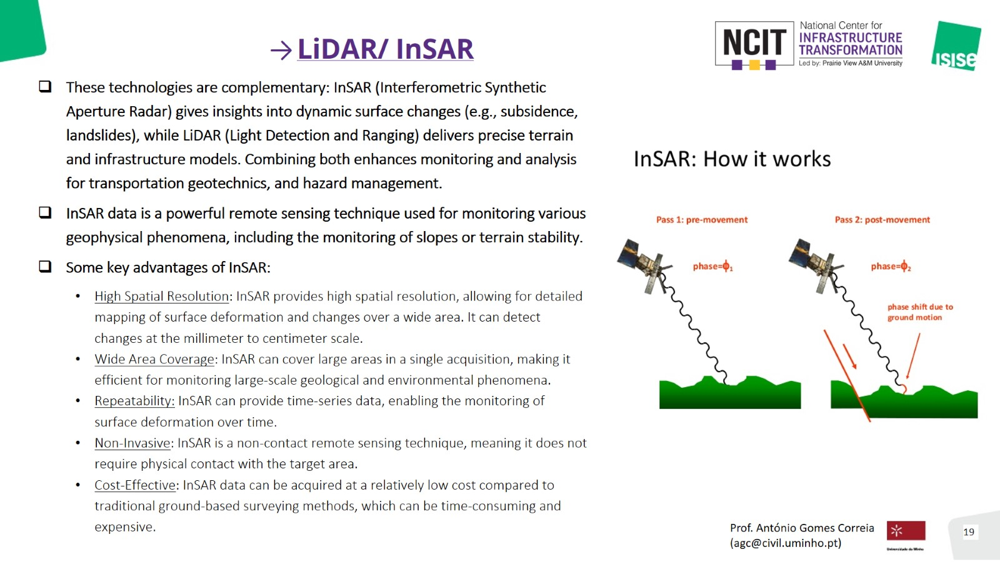 → LiDAR/ InSAR
NCIT
National Center for
INFRASTRUCTURE
TRANSFORMATION
Led by: Prairie View A&M University
ISISE
❑ These technologies are complementary: InSAR (Interferometric Synthetic
Aperture Radar) gives insights into dynamic surface changes (e.g., subsidence,
landslides), while LiDAR (Light Detection and Ranging) delivers precise terrain
and infrastructure models. Combining both enhances monitoring and analysis
for transportation geotechnics, and hazard management.
❑ InSAR data is a powerful remote sensing technique used for monitoring various
geophysical phenomena, including the monitoring of slopes or terrain stability.
❑ Some key advantages of InSAR:
• High Spatial Resolution: InSAR provides high spatial resolution, allowing for detailed
mapping of surface deformation and changes over a wide area. It can detect
changes at the millimeter to centimeter scale.
• Wide Area Coverage: InSAR can cover large areas in a single acquisition, making it
efficient for monitoring large-scale geological and environmental phenomena.
• Repeatability: InSAR can provide time-series data, enabling the monitoring of
surface deformation over time.
• Non-Invasive: InSAR is a non-contact remote sensing technique, meaning it does not
require physical contact with the target area.
• Cost-Effective: InSAR data can be acquired at a relatively low cost compared to
traditional ground-based surveying methods, which can be time-consuming and
expensive.
InSAR: How it works
Pass 1: pre-movement
phase=ϕ₁
Pass 2: post-movement
phase=ϕ₂
phase shift due to
ground motion
Prof. António Gomes Correia
(agc@civil.uminho.pt)
Universidade do Minho
19